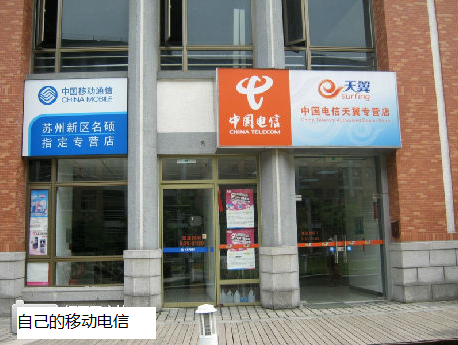 中国移动通信
CHINA MOBILE
苏州新区名硕
指定专营店
中国电信
CHINA TELECOM
天翼
surfing
中国电信天翼专营店
自己的移动电信